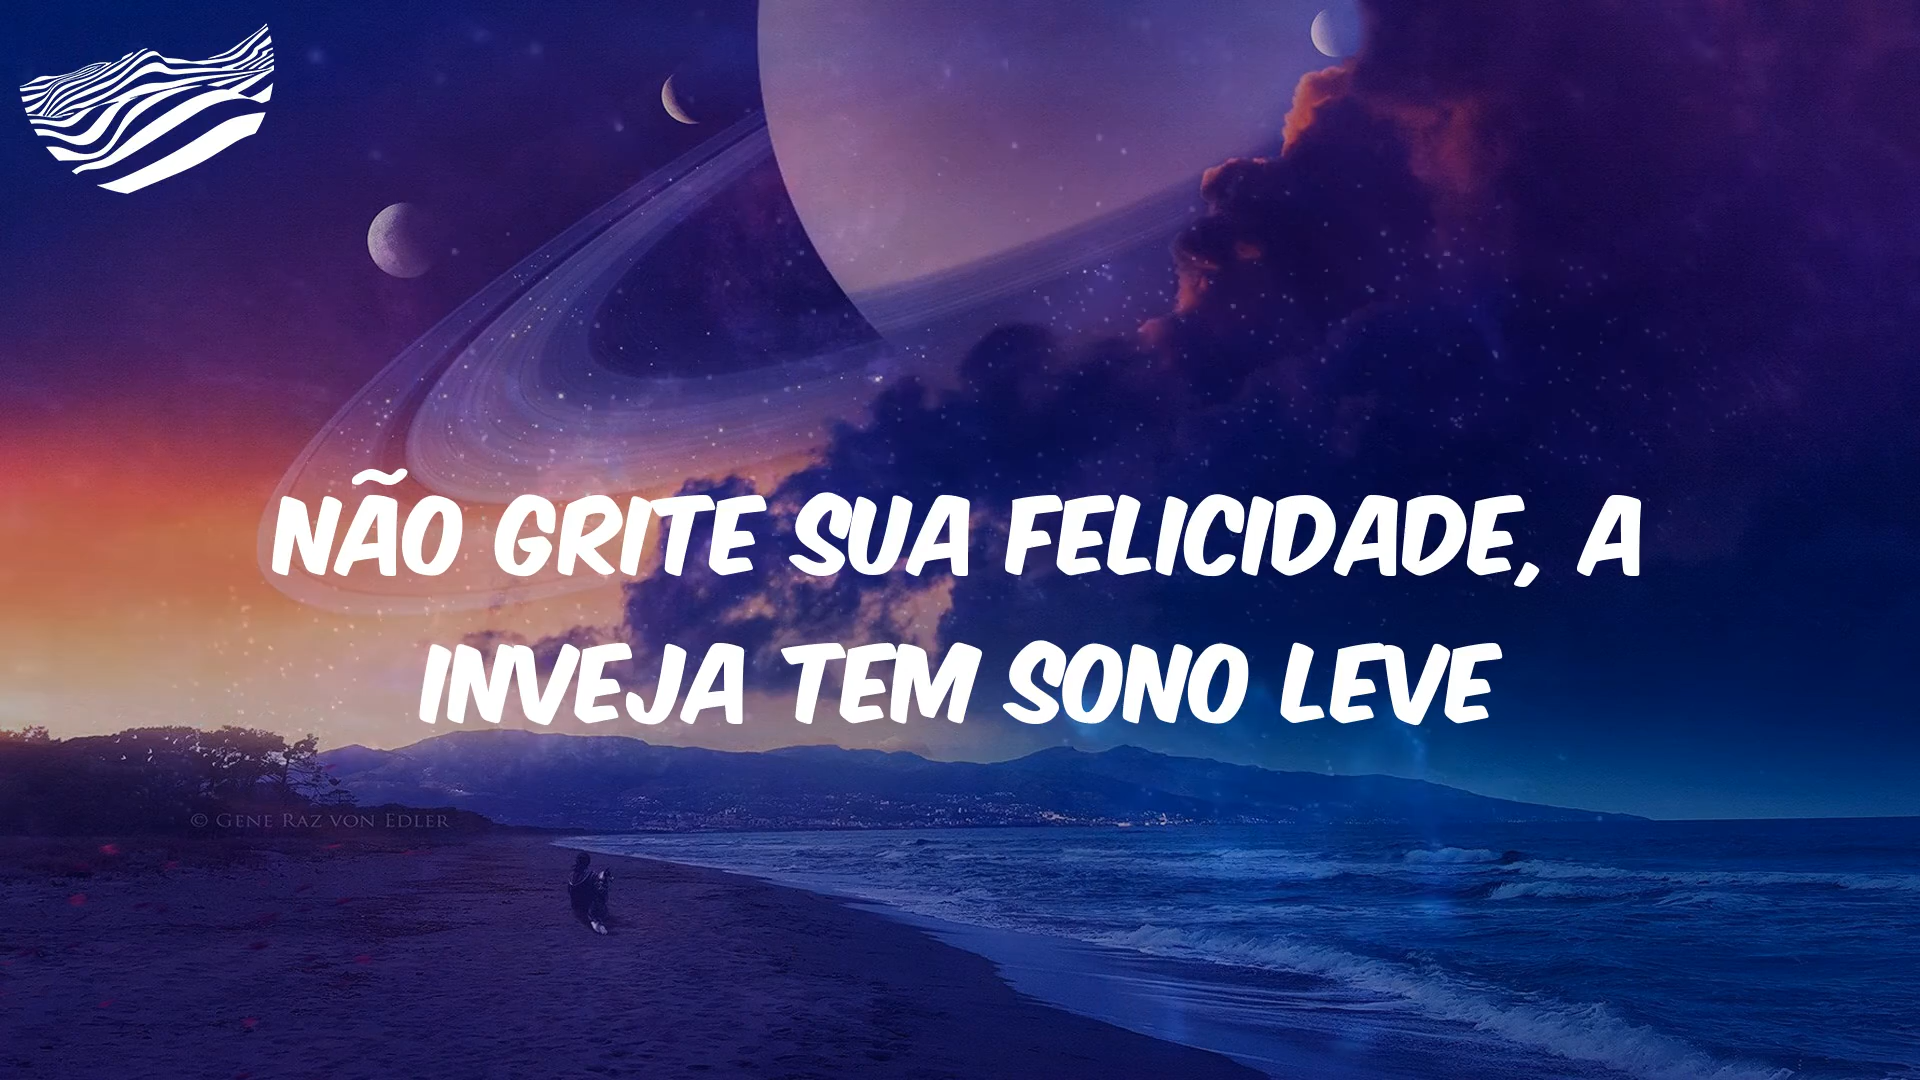 NÃO GRITE SUA FELICIDADE, A
INVEJA TEM SONO LEVE
© GENE RAZ VON EDLER